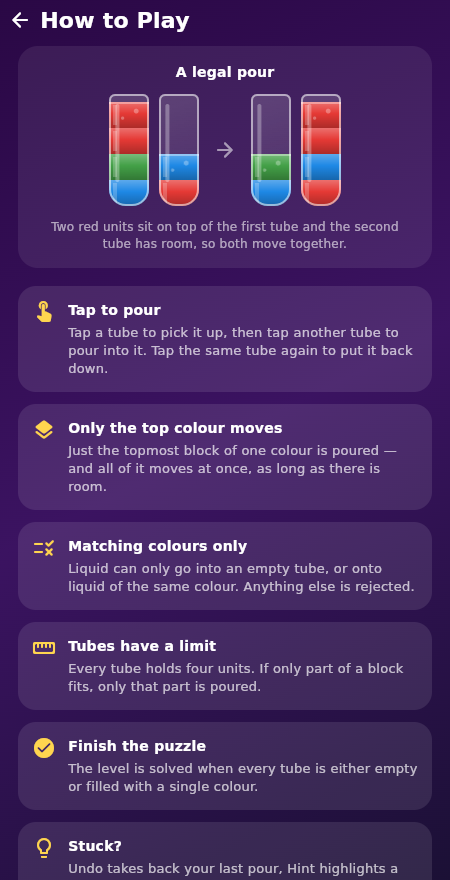 How to Play
A legal pour
Two red units sit on top of the first tube and the second
tube has room, so both move together.
Tap to pour
Tap a tube to pick it up, then tap another tube to
pour into it. Tap the same tube again to put it back
down.
Only the top colour moves
Just the topmost block of one colour is poured —
and all of it moves at once, as long as there is
room.
Matching colours only
Liquid can only go into an empty tube, or onto
liquid of the same colour. Anything else is rejected.
Tubes have a limit
Every tube holds four units. If only part of a block
fits, only that part is poured.
Finish the puzzle
The level is solved when every tube is either empty
or filled with a single colour.
Stuck?
Undo takes back your last pour, Hint highlights a